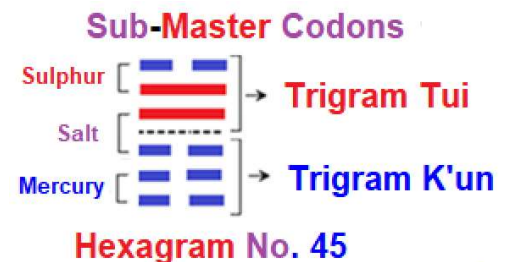 Sub-Master Codons
Sulphur
Trigram Tui
Salt
Trigram K'un
Mercury
Hexagram No. 45